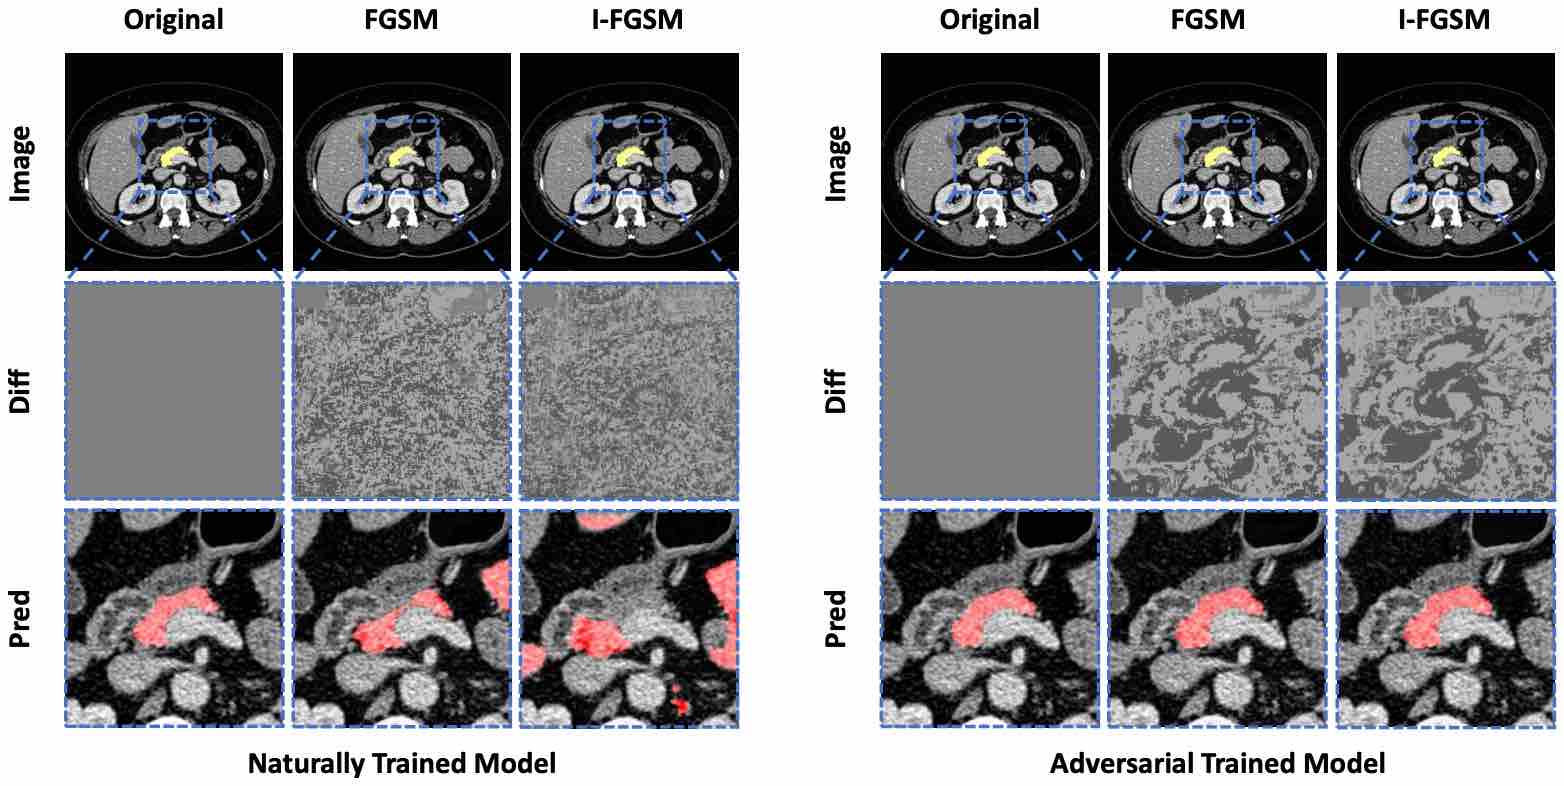 Original FGSM I-FGSM Original FGSM I-FGSM
Image Image
Diff Diff
Pred Pred
Naturally Trained Model Adversarial Trained Model